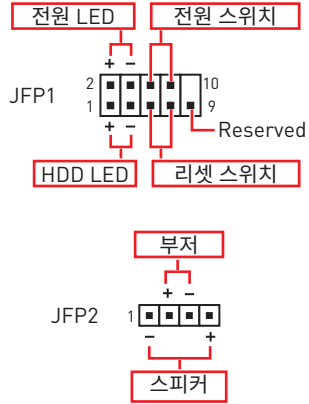 전원 LED 전원 스위치
+ −
2 10
JFP1
1 9
+ − Reserved
HDD LED 리셋 스위치
부저
+ −
JFP2 1
− +
스피커